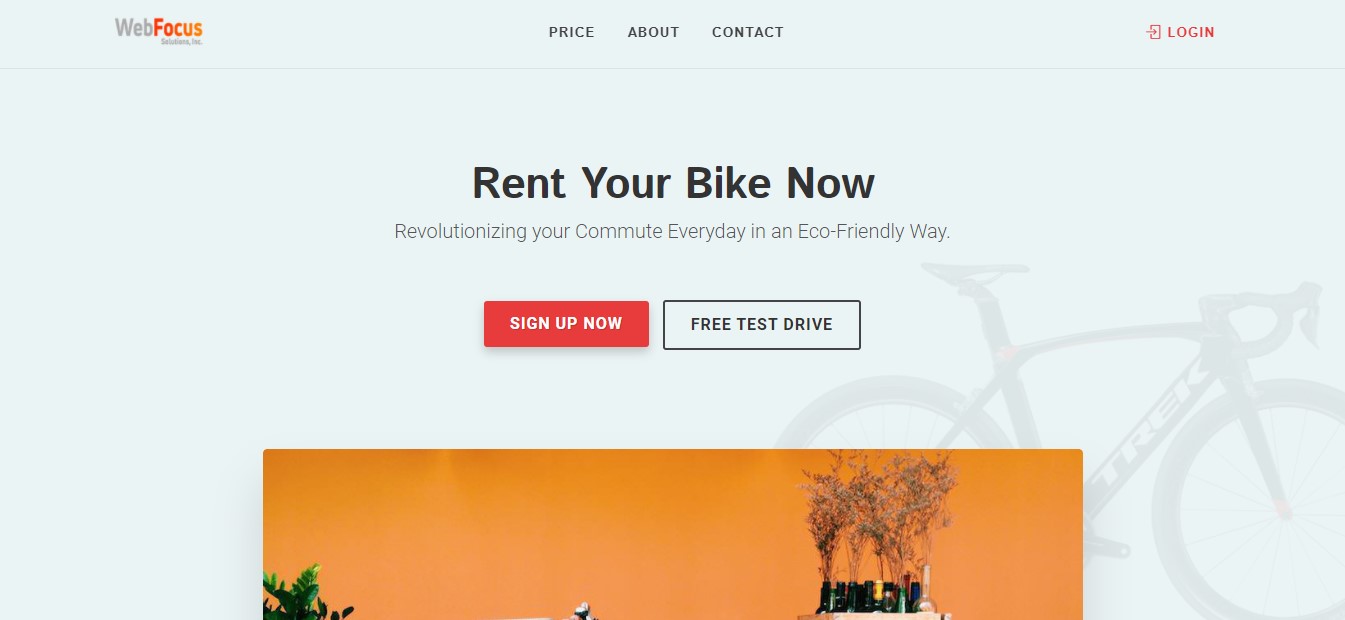 WebFocus
Solutions, Inc.
PRICE ABOUT CONTACT
LOGIN
Rent Your Bike Now
Revolutionizing your Commute Everyday in an Eco-Friendly Way.
SIGN UP NOW
FREE TEST DRIVE
TREK